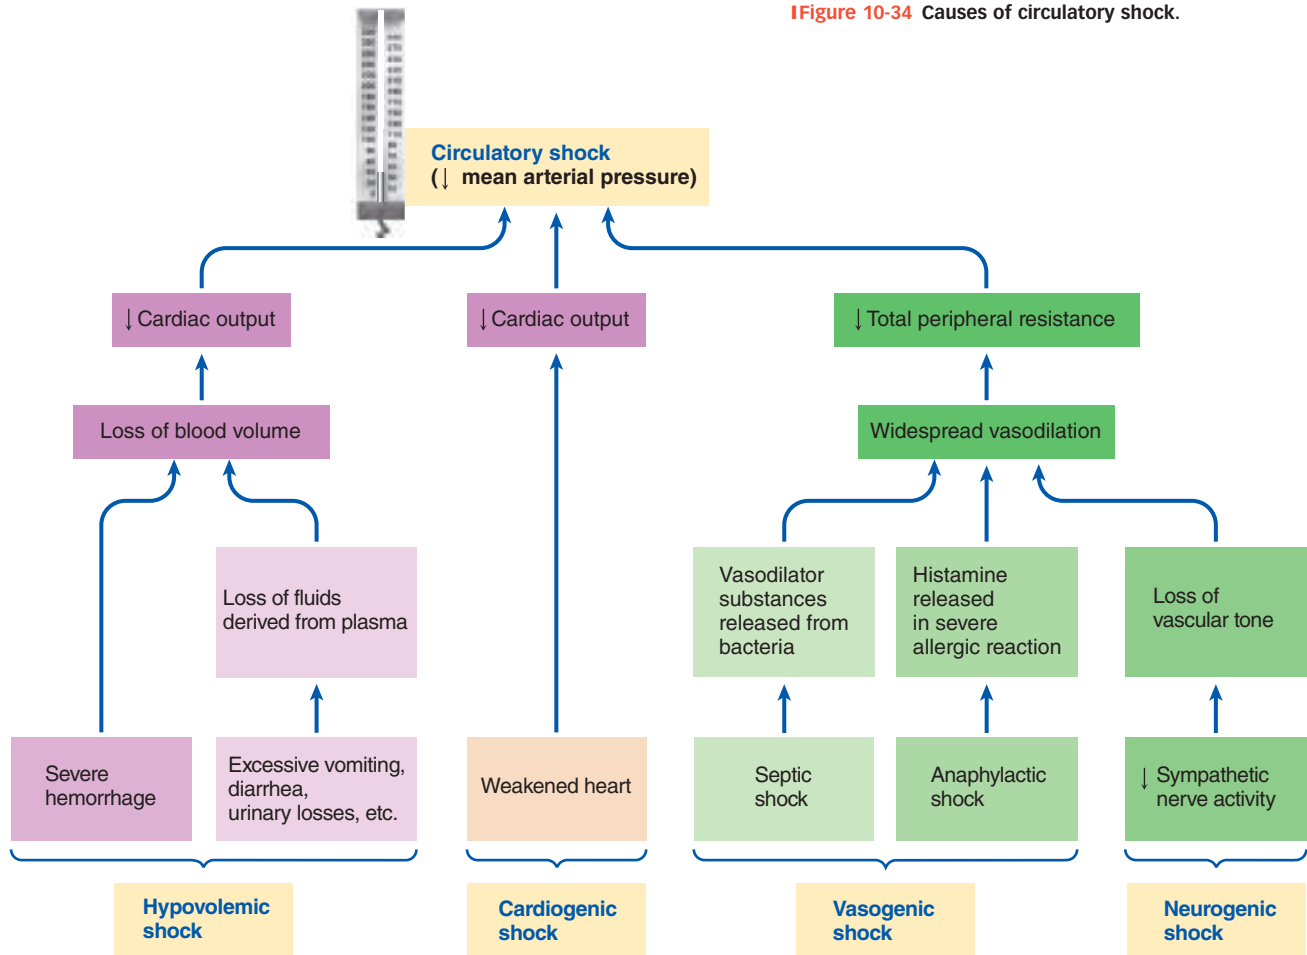 Figure 10-34 Causes of circulatory shock.
Circulatory shock
(↓ mean arterial pressure)
↓ Cardiac output
↓ Cardiac output
↓ Total peripheral resistance
Loss of blood volume
Widespread vasodilation
Loss of fluids
derived from plasma
Vasodilator
substances
released from
bacteria
Histamine
released
in severe
allergic reaction
Loss of
vascular tone
Severe
hemorrhage
Excessive vomiting,
diarrhea,
urinary losses, etc.
Weakened heart
Septic
shock
Anaphylactic
shock
↓ Sympathetic
nerve activity
Hypovolemic
shock
Cardiogenic
shock
Vasogenic
shock
Neurogenic
shock